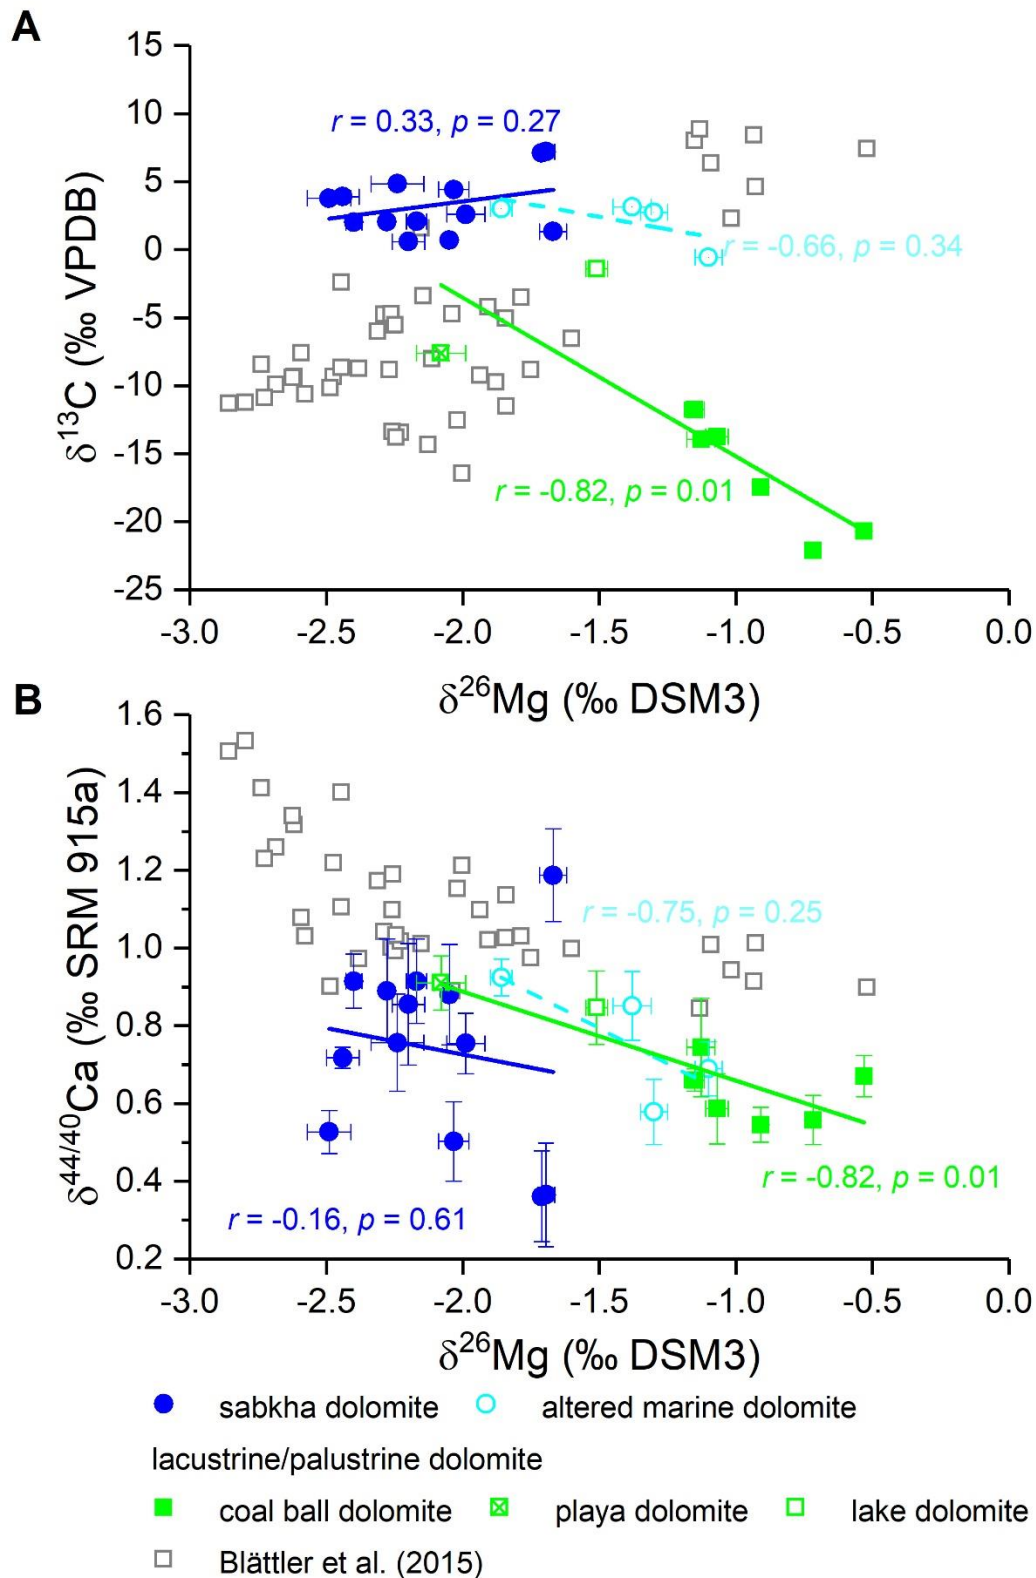 A
15
10
5
0
-5
-10
-15
-20
-25
δ13C (‰ VPDB)
r = 0.33, p = 0.27
r = -0.66, p = 0.34
r = -0.82, p = 0.01
-3.0 -2.5 -2.0 -1.5 -1.0 -0.5 0.0
δ26Mg (‰ DSM3)
B
1.6
1.4
1.2
1.0
0.8
0.6
0.4
0.2
δ44/40Ca (‰ SRM 915a)
r = -0.75, p = 0.25
r = -0.82, p = 0.01
r = -0.16, p = 0.61
-3.0 -2.5 -2.0 -1.5 -1.0 -0.5 0.0
δ26Mg (‰ DSM3)
sabkha dolomite altered marine dolomite
lacustrine/palustrine dolomite
coal ball dolomite playa dolomite lake dolomite
Blättler et al. (2015)